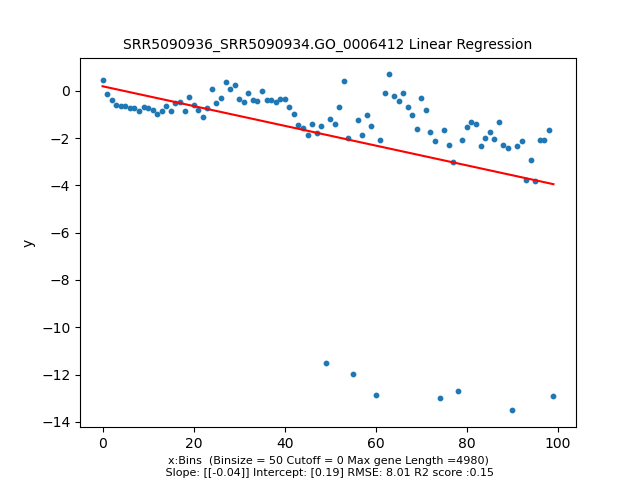 SRR5090936_SRR5090934.GO_0006412 Linear Regression
0
−2
−4
−6
−8
−10
−12
−14
y
0 20 40 60 80 100
x:Bins (Binsize = 50 Cutoff = 0 Max gene Length =4980)
Slope: [[-0.04]] Intercept: [0.19] RMSE: 8.01 R2 score :0.15